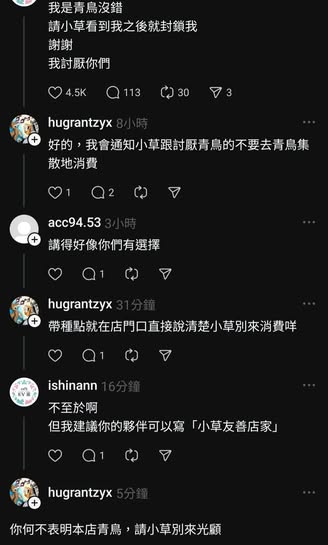 我是青鳥沒錯
請小草看到我之後就封鎖我
謝謝
我討厭你們
4.5K 113 30 3
hugrantzyx 8小時
好的，我會通知小草跟討厭青鳥的不要去青鳥集
散地消費
1 2
acc94.53 3小時
講得好像你們有選擇
1
hugrantzyx 31分鐘
帶種點就在店門口直接說清楚小草別來消費咩
1
ishinann 16分鐘
不至於啊
但我建議你的夥伴可以寫「小草友善店家」
1
hugrantzyx 5分鐘
你何不表明本店青鳥，請小草別來光顧